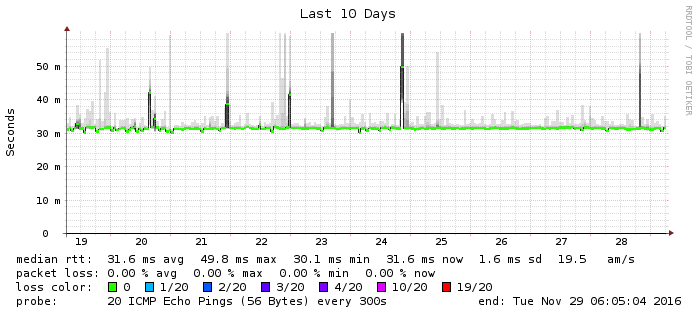 Last 10 Days
RRDTOOL / TOBI OETIKER
Seconds
50 m
40 m
30 m
20 m
10 m
0
19 20 21 22 23 24 25 26 27 28
median rtt: 31.6 ms avg 49.8 ms max 30.1 ms min 31.6 ms now 1.6 ms sd 19.5 am/s
packet loss: 0.00 % avg 0.00 % max 0.00 % min 0.00 % now
loss color: 0 1/20 2/20 3/20 4/20 10/20 19/20
probe: 20 ICMP Echo Pings (56 Bytes) every 300s end: Tue Nov 29 06:05:04 2016